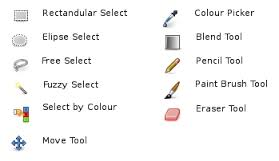 Rectandular Select
Elipse Select
Free Select
Fuzzy Select
Select by Colour
Move Tool
Colour Picker
Blend Tool
Pencil Tool
Paint Brush Tool
Eraser Tool